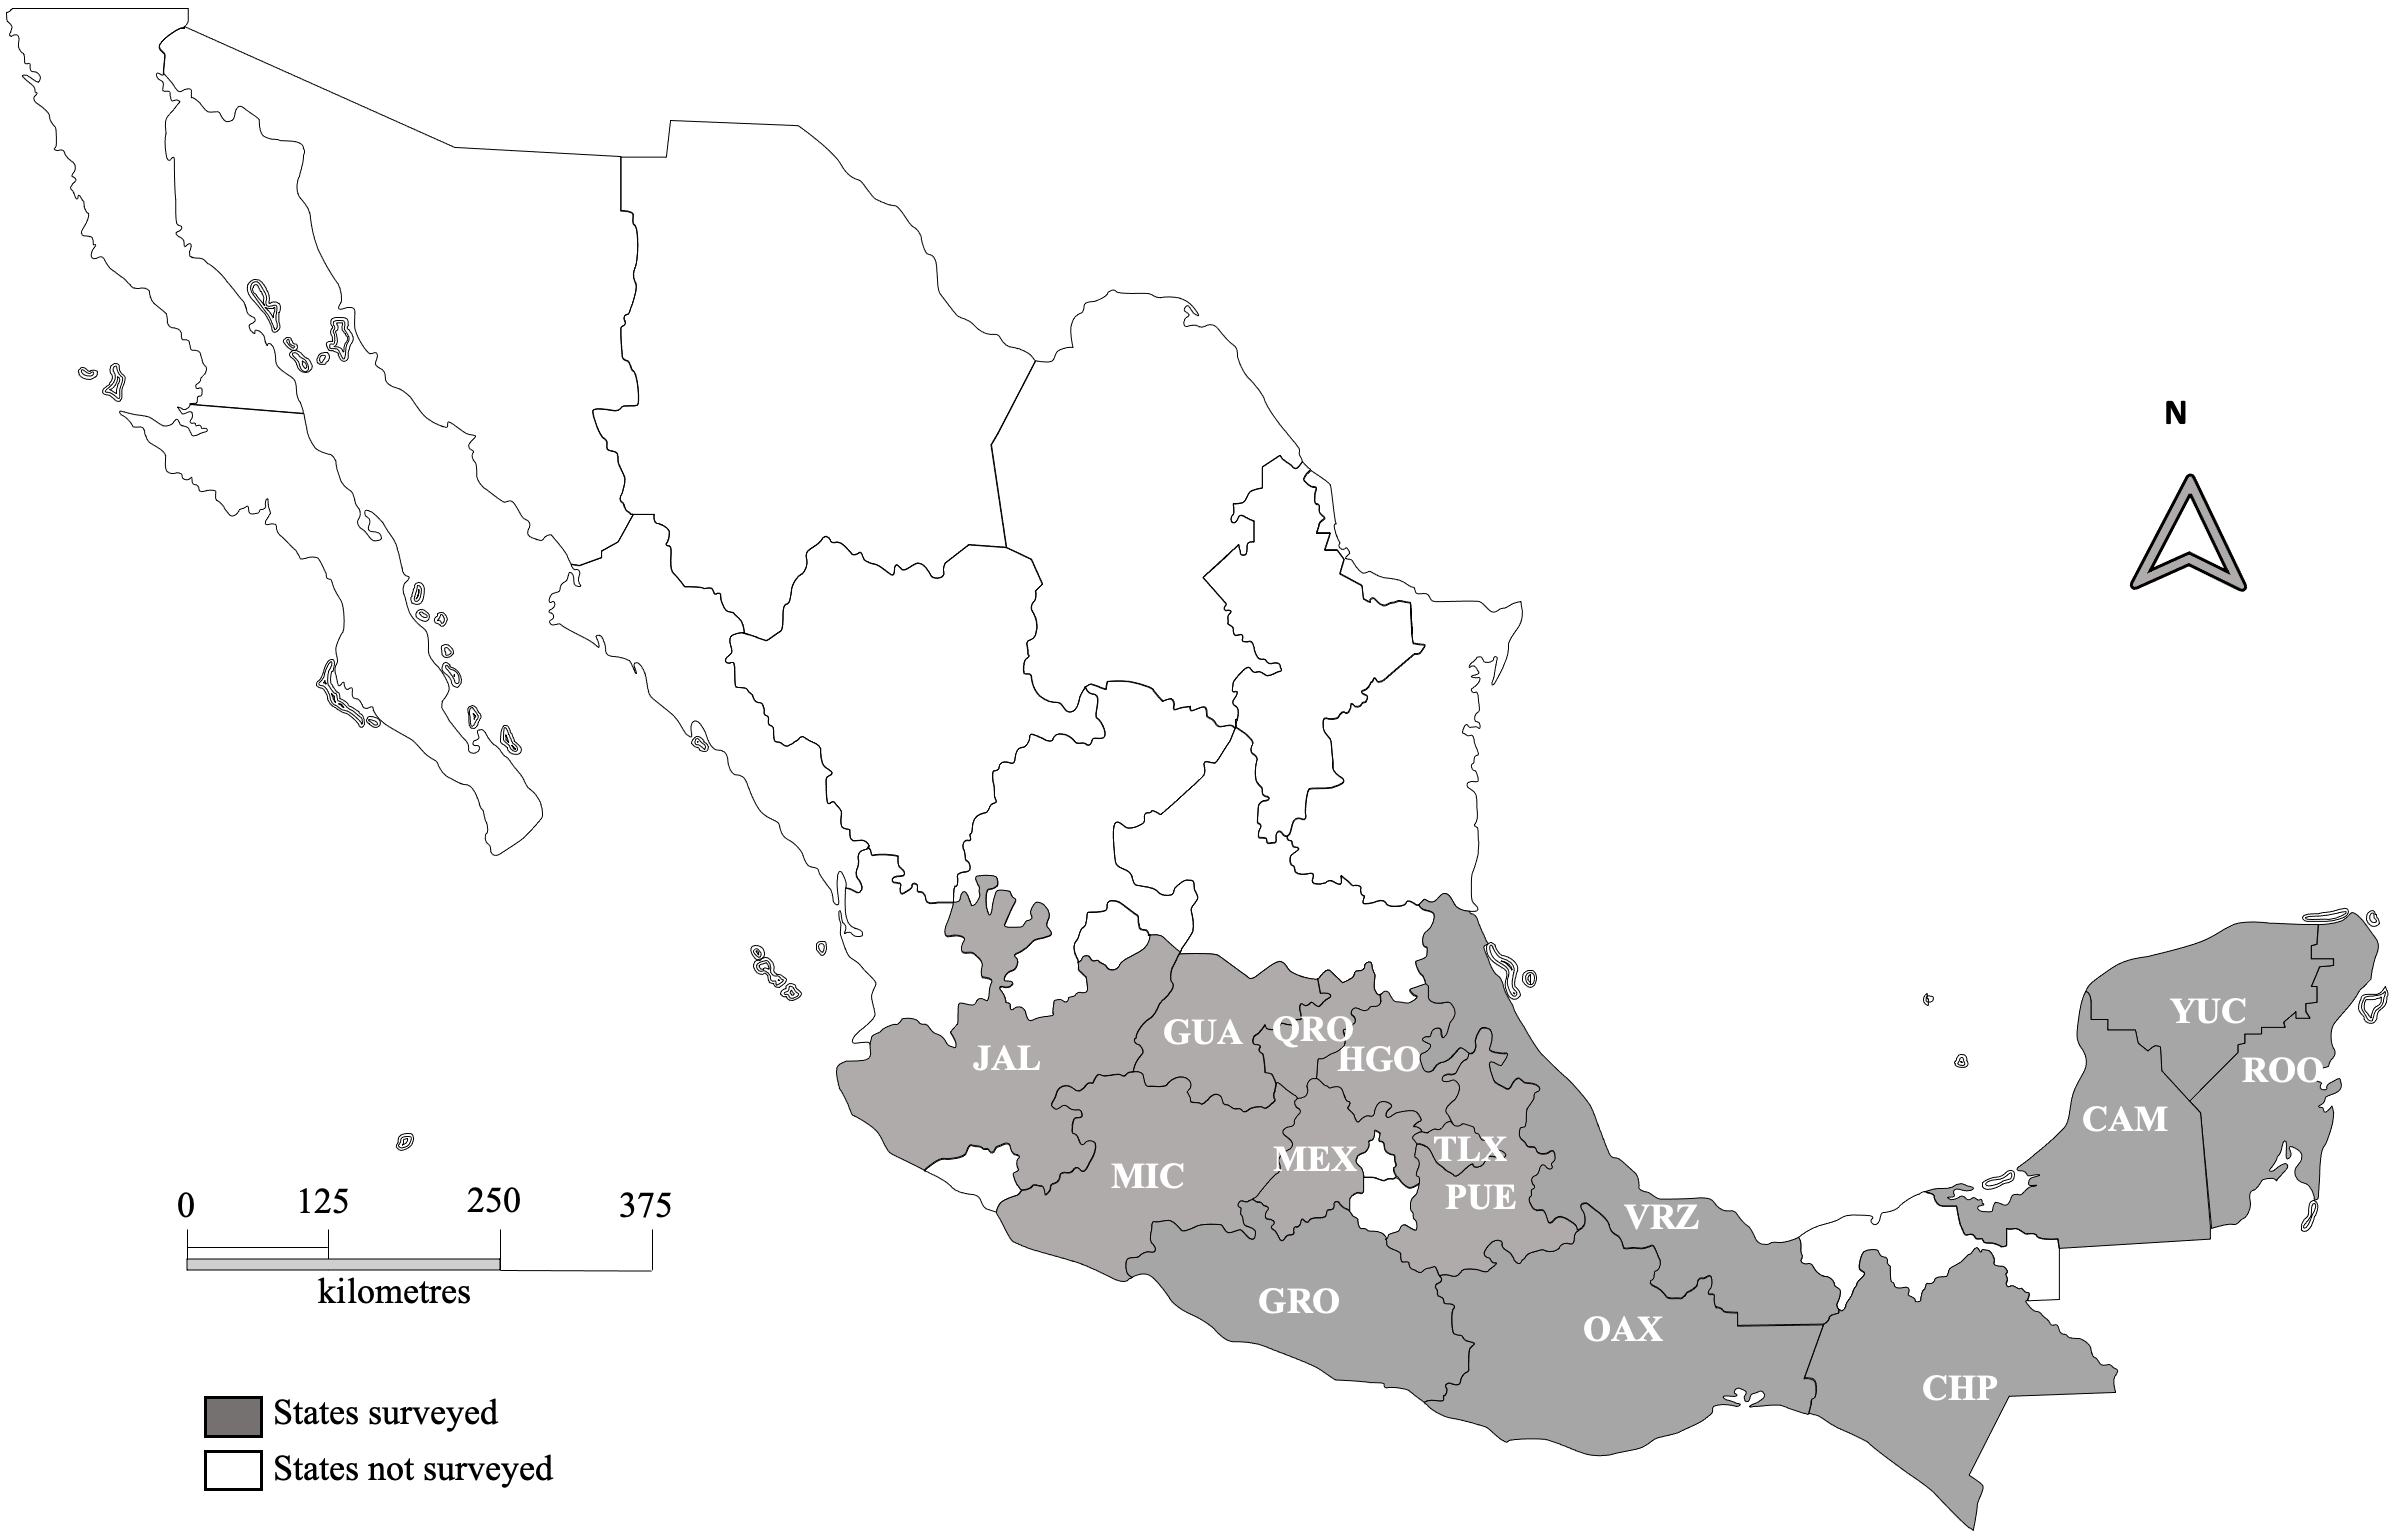 N
YUC
GUA
QRO
JAL
HGO
ROO
CAM
TLX
MEX
MIC
PUE
VRZ
0 125 250 375
kilometres
GRO
OAX
CHP
States surveyed
States not surveyed